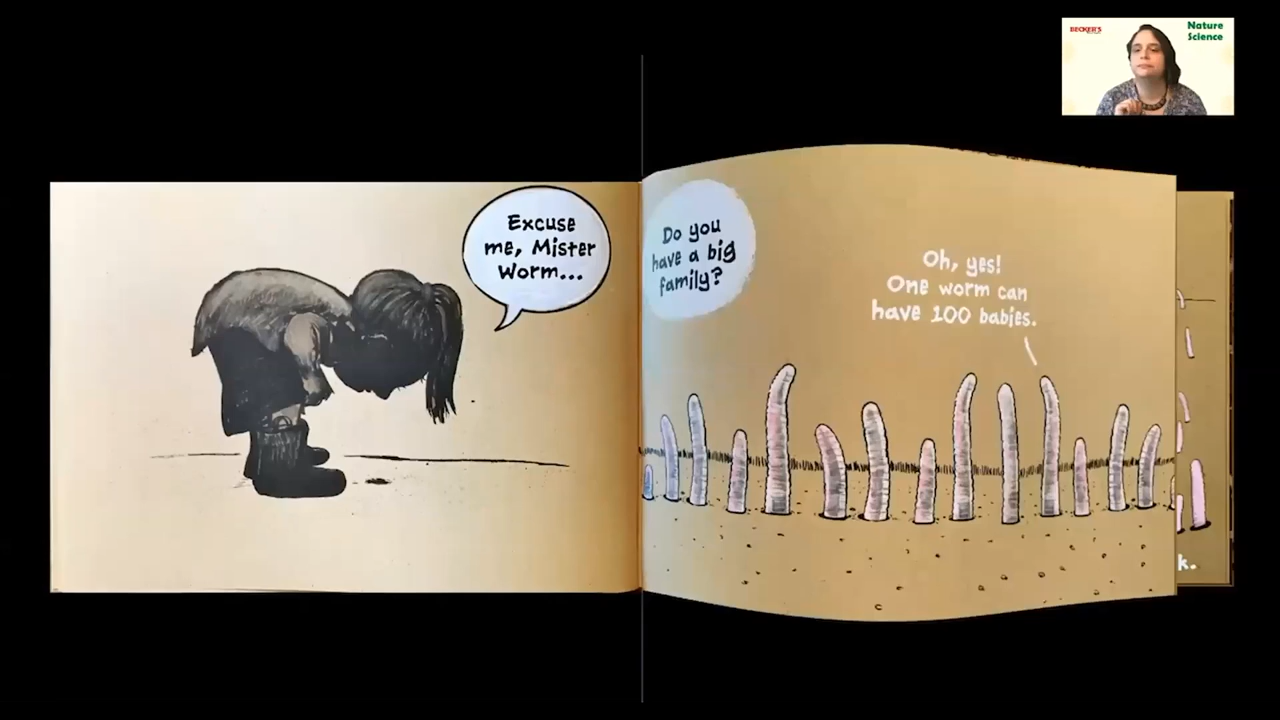 BECKER'S
Nature
Science
Excuse
me, Mister
Worm...
Do you
have a big
family?
Oh, yes!
One worm can
have 100 babies.
k.